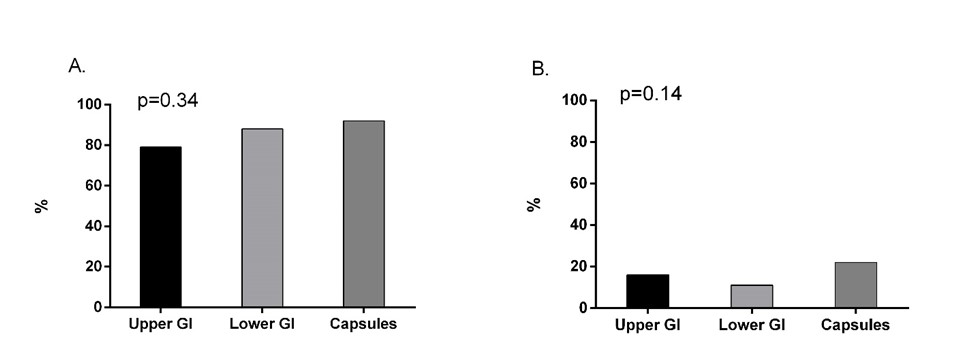 A.
p=0.34
100
80
60
40
20
0
%
Upper GI
Lower GI
Capsules
B.
p=0.14
100
80
60
40
20
0
%
Upper GI
Lower GI
Capsules